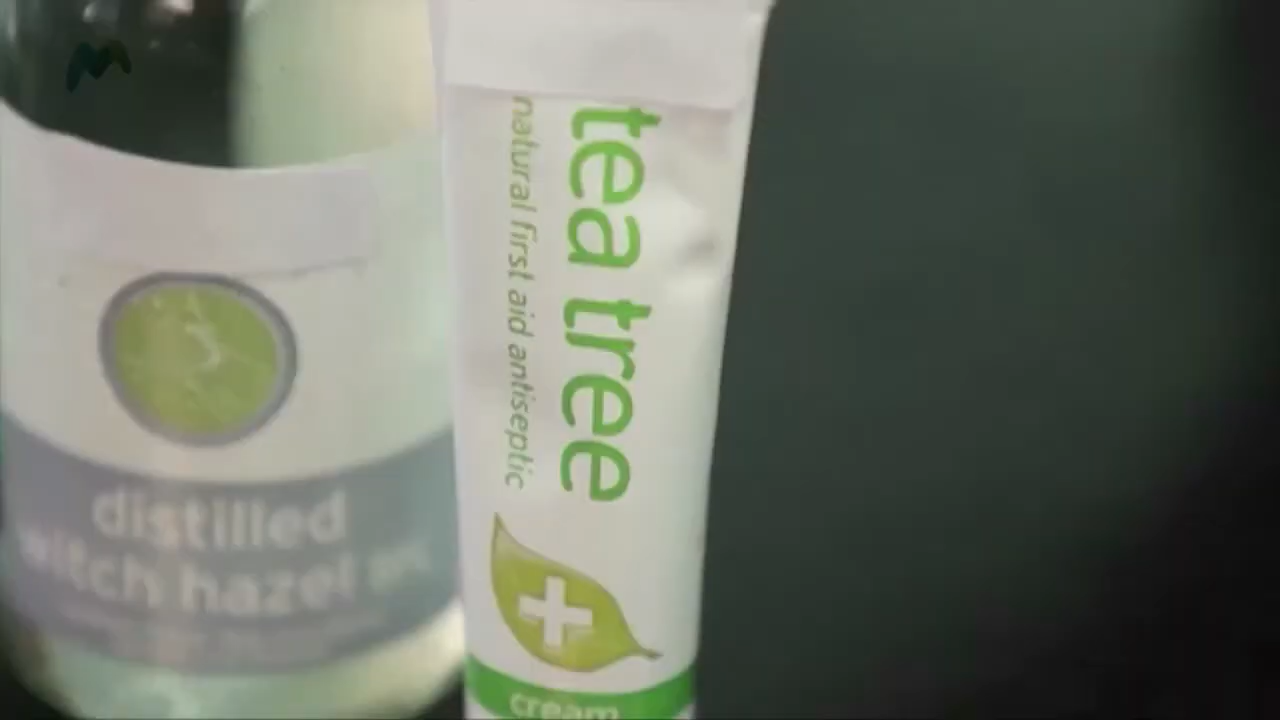 tea tree
natural first aid antiseptic
cream
distilled
witch hazel